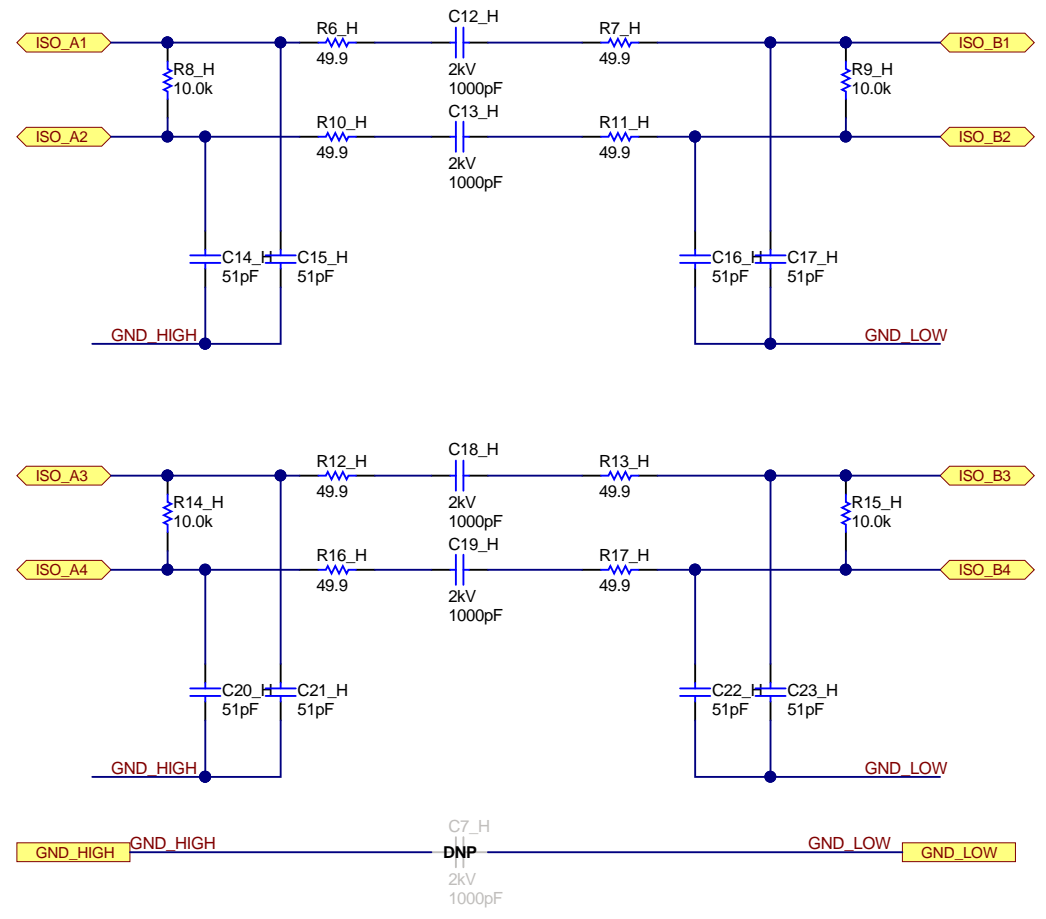 C12_H
ISO_A1
R6_H
R7_H
ISO_B1
49.9
49.9
2kV
1000pF
R8_H
10.0k
R9_H
10.0k
C13_H
ISO_A2
R10_H
R11_H
ISO_B2
49.9
49.9
2kV
1000pF
C14_H
51pF
C15_H
51pF
C16_H
51pF
C17_H
51pF
GND_HIGH
GND_LOW
C18_H
ISO_A3
R12_H
R13_H
ISO_B3
49.9
49.9
2kV
1000pF
R14_H
10.0k
R15_H
10.0k
C19_H
ISO_A4
R16_H
R17_H
ISO_B4
49.9
49.9
2kV
1000pF
C20_H
51pF
C21_H
51pF
C22_H
51pF
C23_H
51pF
GND_HIGH
GND_LOW
C7_H
GND_HIGH
GND_HIGH
DNP
GND_LOW
GND_LOW
2kV
1000pF